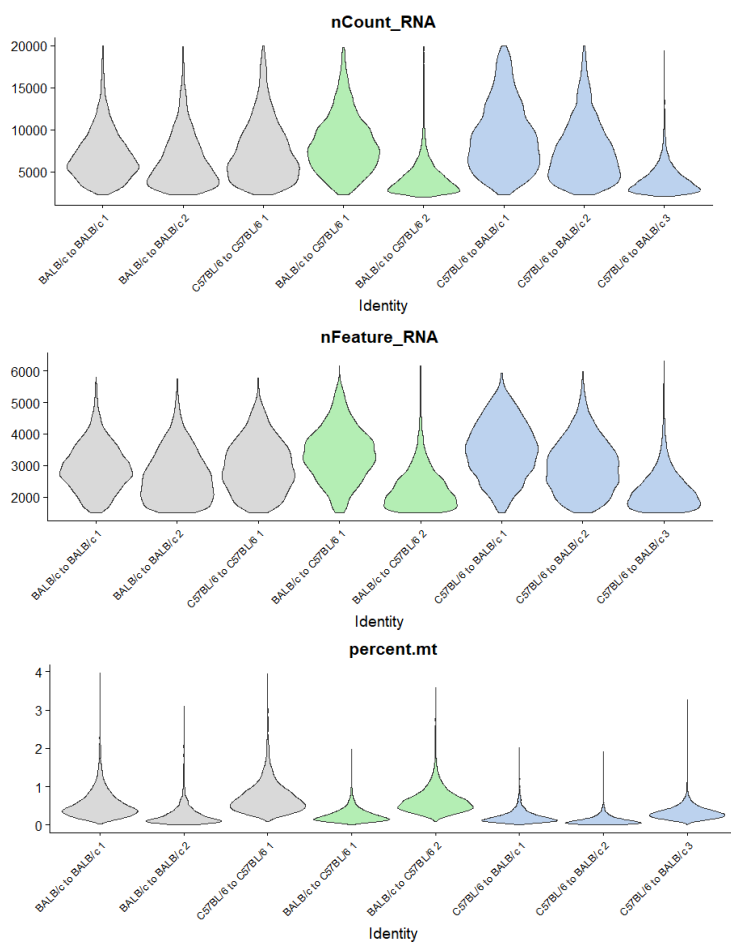 nCount_RNA
20000
15000
10000
5000
BALB/c to BALB/c 1
BALB/c to BALB/c 2
C57BL/6 to C57BL/6 1
BALB/c to C57BL/6 1
BALB/c to C57BL/6 2
C57BL/6 to BALB/c 1
C57BL/6 to BALB/c 2
C57BL/6 to BALB/c 3
Identity
nFeature_RNA
6000
5000
4000
3000
2000
BALB/c to BALB/c 1
BALB/c to BALB/c 2
C57BL/6 to C57BL/6 1
BALB/c to C57BL/6 1
BALB/c to C57BL/6 2
C57BL/6 to BALB/c 1
C57BL/6 to BALB/c 2
C57BL/6 to BALB/c 3
Identity
percent.mt
4
3
2
1
0
BALB/c to BALB/c 1
BALB/c to BALB/c 2
C57BL/6 to C57BL/6 1
BALB/c to C57BL/6 1
BALB/c to C57BL/6 2
C57BL/6 to BALB/c 1
C57BL/6 to BALB/c 2
C57BL/6 to BALB/c 3
Identity